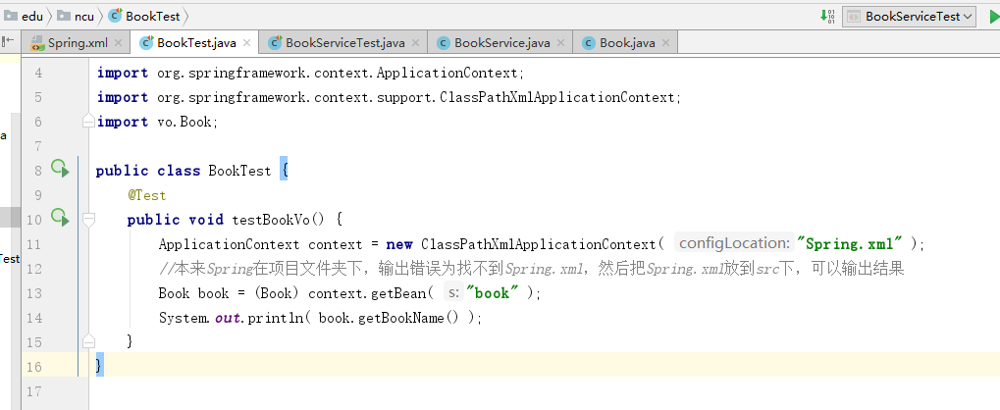 edu ncu BookTest BookServiceTest
Spring.xml BookTest.java BookServiceTest.java BookService.java Book.java
4 import org.springframework.context.ApplicationContext;
5 import org.springframework.context.support.ClassPathXmlApplicationContext;
6 import vo.Book;
7
8 public class BookTest {
9 @Test
10 public void testBookVo() {
11 ApplicationContext context = new ClassPathXmlApplicationContext( configLocation: "Spring.xml" );
12 //本来Spring在项目文件夹下，输出错误为找不到Spring.xml，然后把Spring.xml放到src下，可以输出结果
13 Book book = (Book) context.getBean( s: "book" );
14 System.out.println( book.getBookName() );
15 }
16 }
17